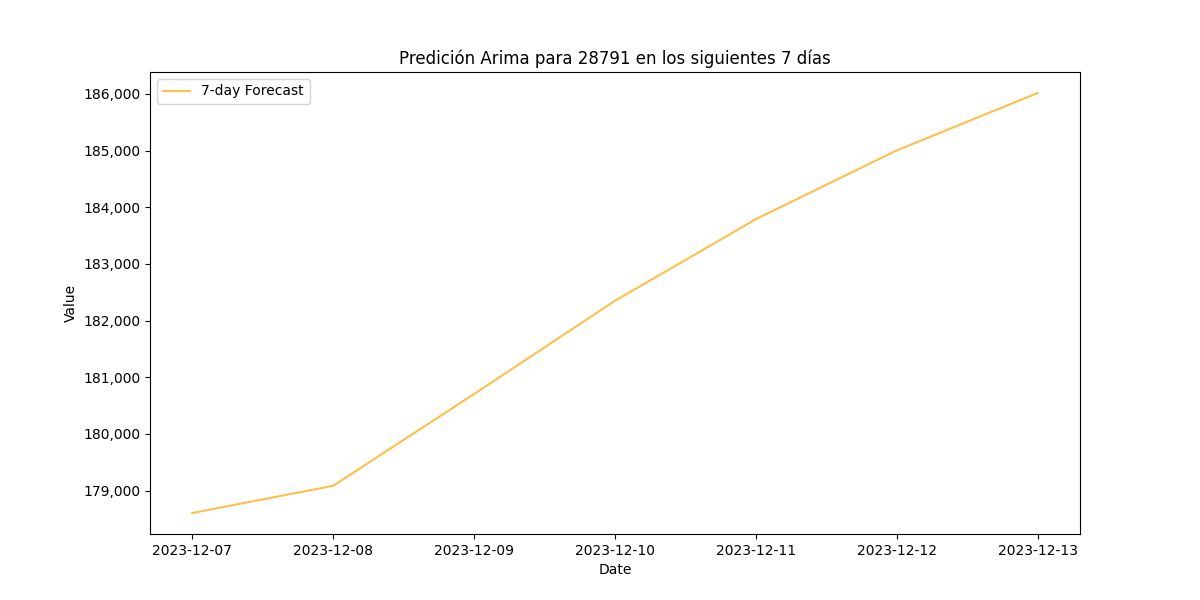 Predición Arima para 28791 en los siguientes 7 días
7-day Forecast
186,000
185,000
184,000
183,000
182,000
181,000
180,000
179,000
Value
2023-12-07 2023-12-08 2023-12-09 2023-12-10 2023-12-11 2023-12-12 2023-12-13
Date